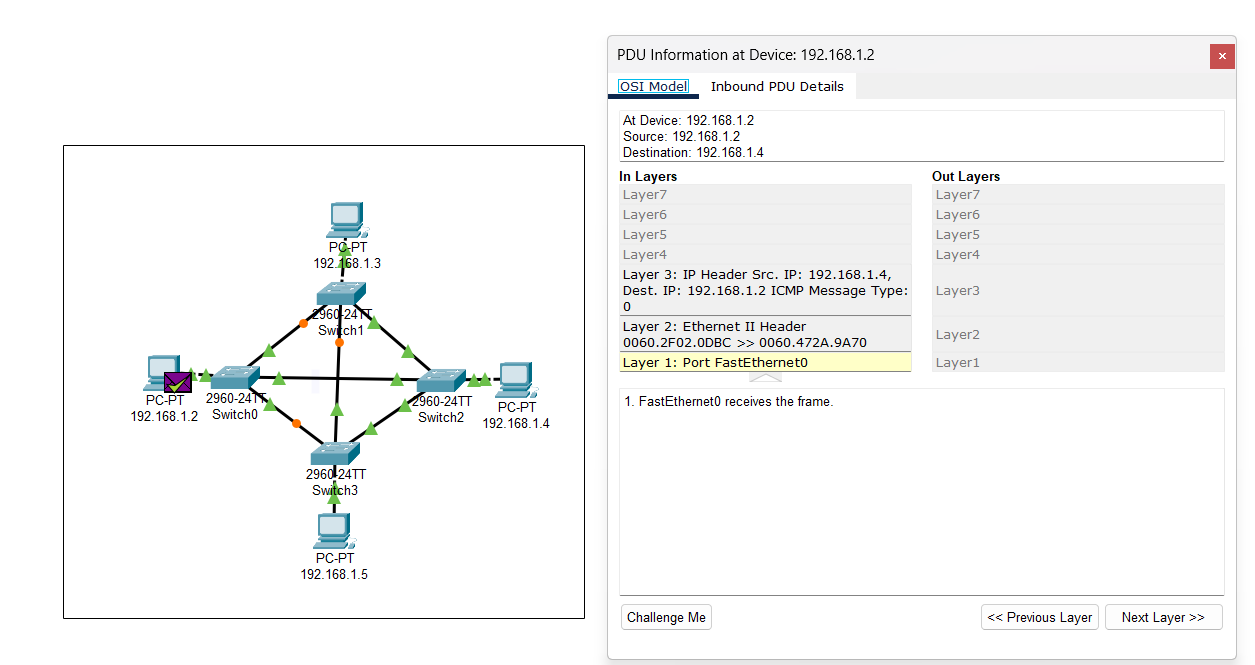 PDU Information at Device: 192.168.1.2
OSI Model
Inbound PDU Details
At Device: 192.168.1.2
Source: 192.168.1.2
Destination: 192.168.1.4
In Layers
Layer7
Layer6
Layer5
Layer4
Layer 3: IP Header Src. IP: 192.168.1.4,
Dest. IP: 192.168.1.2 ICMP Message Type:
0
Layer 2: Ethernet II Header
0060.2F02.0DBC >> 0060.472A.9A70
Layer 1: Port FastEthernet0
Out Layers
Layer7
Layer6
Layer5
Layer4
Layer3
Layer2
Layer1
1. FastEthernet0 receives the frame.
Challenge Me
<< Previous Layer
Next Layer >>
PC-PT
192.168.1.3
2960-24TT
Switch1
PC-PT
192.168.1.2
2960-24TT
Switch0
2960-24TT
Switch2
PC-PT
192.168.1.4
2960-24TT
Switch3
PC-PT
192.168.1.5